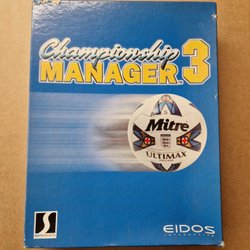 Championship
MANAGER 3
Mitre
ULTIMAX
EIDOS